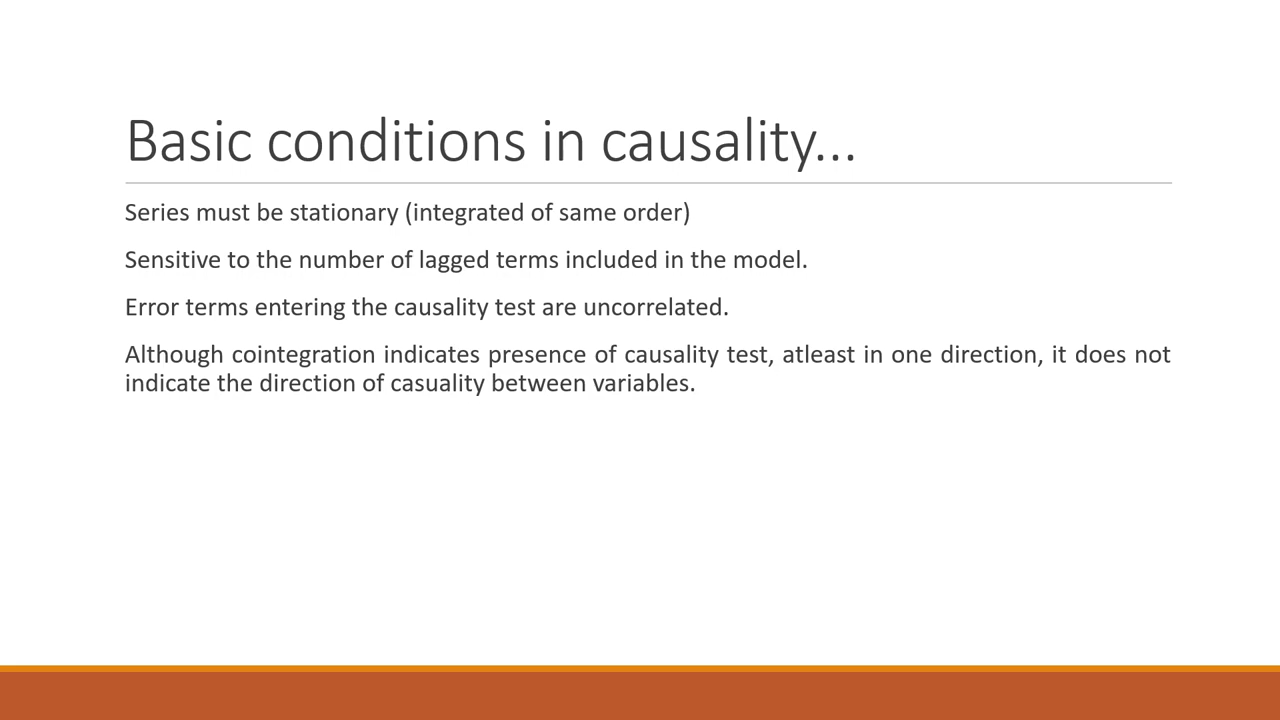 Basic conditions in causality...
Series must be stationary (integrated of same order)
Sensitive to the number of lagged terms included in the model.
Error terms entering the causality test are uncorrelated.
Although cointegration indicates presence of causality test, atleast in one direction, it does not
indicate the direction of casuality between variables.